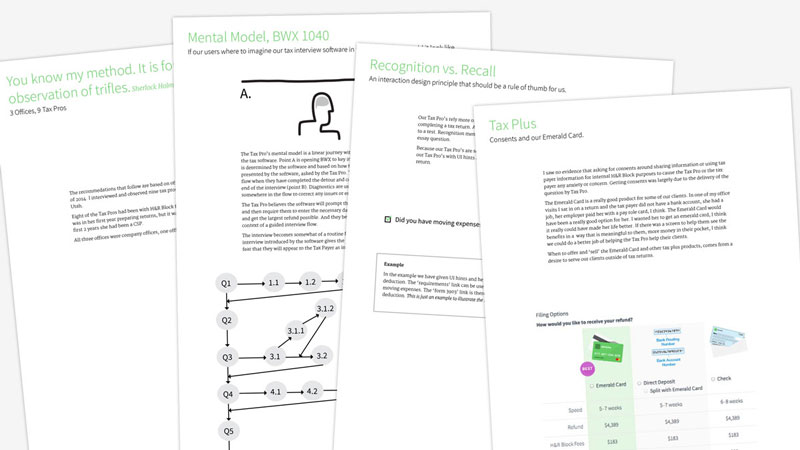 You know my method. It is fo
observation of trifles. Sherlock Holm
3 Offices, 9 Tax Pros
The recomendations that follow are based on ob
of 2014. I interviewed and observed nine tax pro
Utah.
Eight of the Tax Pros had been with H&R Block f
was in her first year preparing returns, but it wa
first 2 years she had been a CSP.
All three offices were company offices, one offi
Mental Model, BWX 1040
If our users where to imagine our tax interview software in
it look like
A.
The Tax Pro's mental model is a linear journey wit
the tax software. Point A is opening BWX to key i
is determined by the software and based on how
presented by the software, asked by the Tax Pro.
flow when they have completed the detour and
end of the interview (point B). Diagnostics are
somewhere in the flow to correct any issues or e
The Tax Pro believes the software will prompt th
and then require them to enter the necessary da
and get the largest refund possible. And they be
context of a guided interview flow.
The interview becomes somewhat of a routine f
interview introduced by the software gives the
fear that they will appear to the Tax Payer as in
Q1
1.1
1.2
Q2
3.1.2
3.1.1
Q3
3.1
3.2
Q4
4.1
4.2
Q5
Recognition vs. Recall
An interaction design principle that should be a rule of thumb for us.
Our Tax Pro's rely more o
completing a tax return. A
to a test. Recognition mem
essay question.
Because our Tax Pro's are n
our Tax Pro's with UI hints
return.
Did you have moving expenses
Example
In the example we have given UI hints and he
deduction. The 'requirements' link can be use
moving expenses. The 'form 3903' link is then
deduction. This is just an example to illustrate the
Tax Plus
Consents and our Emerald Card.
I saw no evidence that asking for consents around sharing information or using tax
payer information for internal H&R Block purposes to cause the Tax Pro or the tax
payer any anxiety or concern. Getting consents was largely due to the delivery of the
question by Tax Pro.
The Emerald Card is a really good product for some of our clients. In one of my office
visits I sat in on a return and the tax payer did not have a bank account, she had a
job, her employer paid her with a pay sole card, I think. The Emerald Card would
have been a really good option for her. I wanted her to get an emerald card, I think
it really could have made her life better. If there was a screen to help them see the
benefits in a way that is meaningful to them, more money in their pocket, I think
we could do a better job of helping the Tax Pro help their clients.
When to offer and 'sell' the Emerald Card and other tax plus products, comes from a
desire to serve our clients outside of tax returns.
Filing Options
How would you like to receive your refund?
BEST
Bank Routing
Number
Bank Account
Number
Emerald Card
Direct Deposit
Split with Emerald Card
Check
Speed
5-7 weeks
5-7 weeks
6-8 weeks
Refund
$4,389
$4,389
$4,389
H&R Block Fees
$183
$183
$183